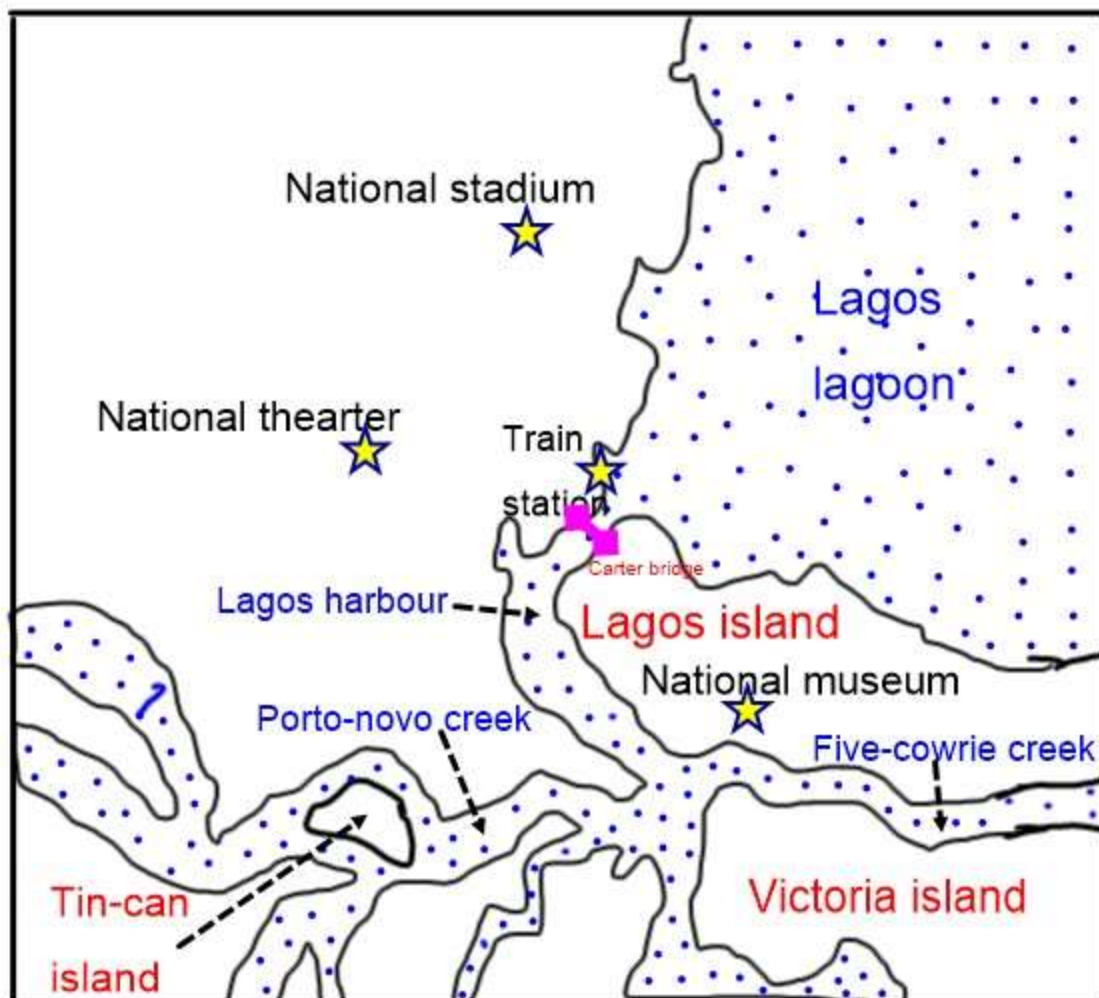 National stadium
Lagos
lagoon
National thearter
Train
station
Carter bridge
Lagos harbour
Lagos island
National museum
Porto-novo creek
Five-cowrie creek
Tin-can
island
Victoria island